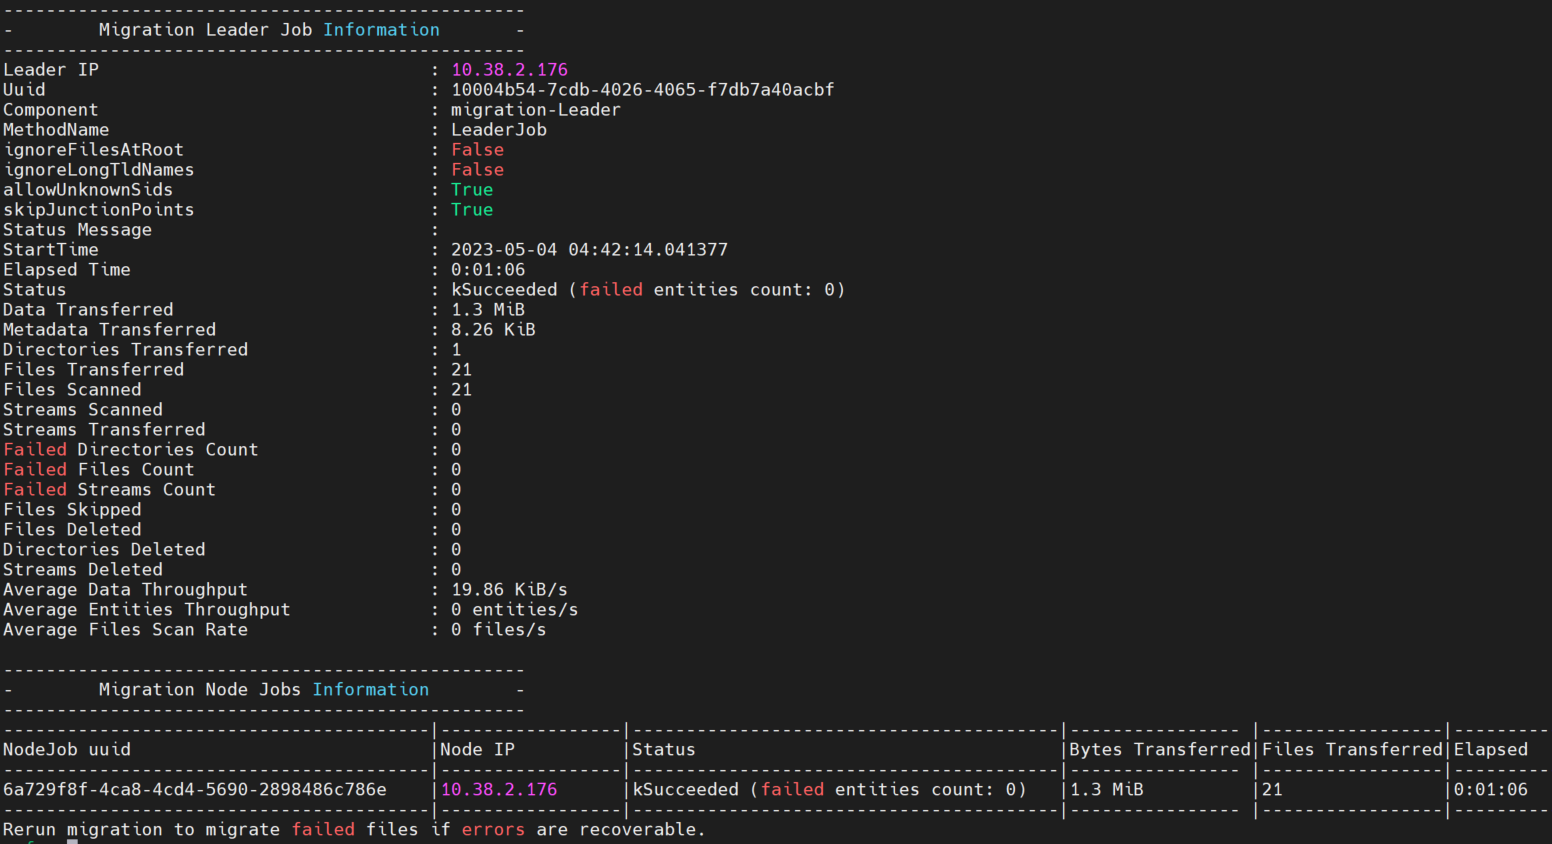 -------------------------------------------------
-        Migration Leader Job Information       -
-------------------------------------------------
Leader IP                               : 10.38.2.176
Uuid                                    : 10004b54-7cdb-4026-4065-f7db7a40acbf
Component                               : migration-Leader
MethodName                              : LeaderJob
ignoreFilesAtRoot                       : False
ignoreLongTldNames                      : False
allowUnknownSids                        : True
skipJunctionPoints                      : True
Status Message                          :
StartTime                               : 2023-05-04 04:42:14.041377
Elapsed Time                            : 0:01:06
Status                                  : kSucceeded (failed entities count: 0)
Data Transferred                        : 1.3 MiB
Metadata Transferred                    : 8.26 KiB
Directories Transferred                 : 1
Files Transferred                       : 21
Files Scanned                           : 21
Streams Scanned                         : 0
Streams Transferred                     : 0
Failed Directories Count                : 0
Failed Files Count                      : 0
Failed Streams Count                    : 0
Files Skipped                           : 0
Files Deleted                           : 0
Directories Deleted                     : 0
Streams Deleted                         : 0
Average Data Throughput                 : 19.86 KiB/s
Average Entities Throughput             : 0 entities/s
Average Files Scan Rate                 : 0 files/s
-------------------------------------------------
-        Migration Node Jobs Information        -
-------------------------------------------------
----------------------------------------|-----------------|----------------------------------------|---------------- |-----------------|---------
NodeJob uuid                            |Node IP          |Status                                  |Bytes Transferred|Files Transferred|Elapsed
----------------------------------------|-----------------|----------------------------------------|---------------- |-----------------|---------
6a729f8f-4ca8-4cd4-5690-2898486c786e    |10.38.2.176      |kSucceeded (failed entities count: 0)   |1.3 MiB          |21               |0:01:06
----------------------------------------|-----------------|----------------------------------------|---------------- |-----------------|---------
Rerun migration to migrate failed files if errors are recoverable.